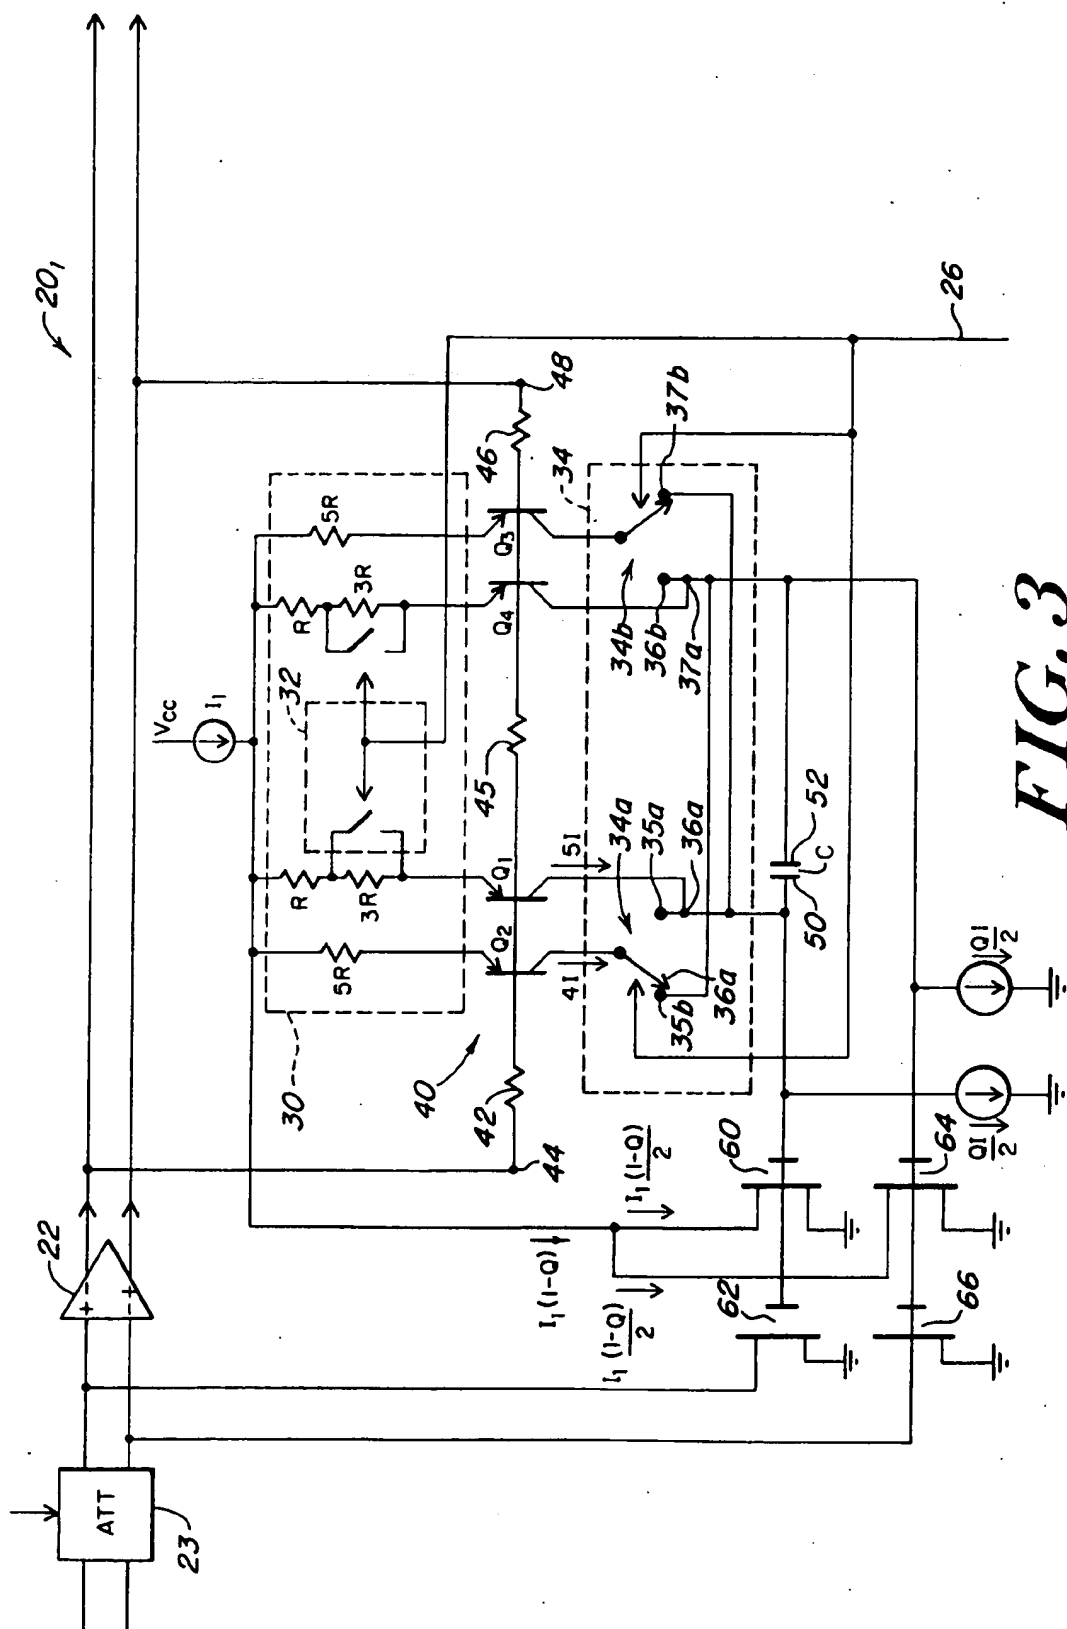 20₁
22
ATT
23
Vcc
I₁
30
32
R
3R
5R
R
3R
5R
Q₁
Q₂
Q₃
Q₄
40
42
44
45
46
48
5I
4I
34
34a
34b
35a
35b
36a
36a
36b
37a
37b
26
50
52
C
I₁(1-Q)
I₁(1-Q)/2
I₁(1-Q)/2
60
62
64
66
QI/2
QI/2
FIG. 3